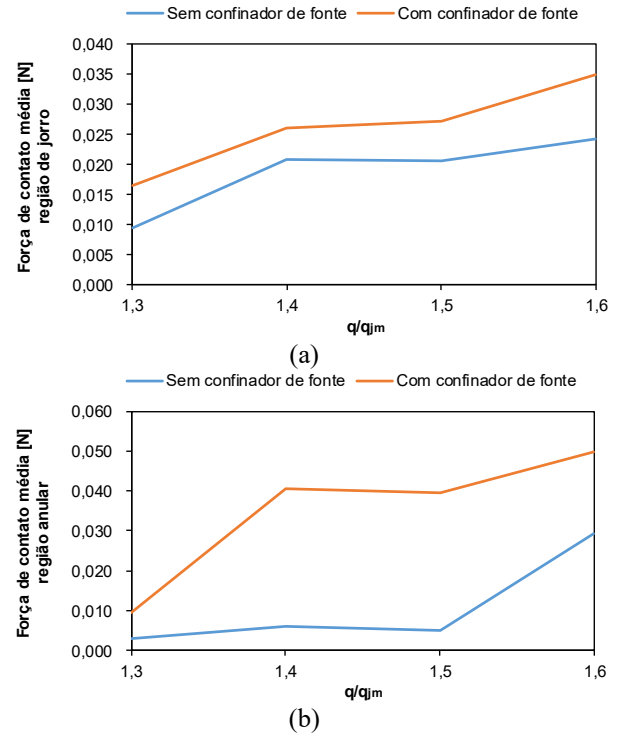 Sem confinador de fonte Com confinador de fonte
Força de contato média [N]
região de jorro
0,040
0,035
0,030
0,025
0,020
0,015
0,010
0,005
0,000
1,3 1,4 1,5 1,6
q/qjm
(a)
Sem confinador de fonte Com confinador de fonte
Força de contato média [N]
região anular
0,060
0,050
0,040
0,030
0,020
0,010
0,000
1,3 1,4 1,5 1,6
q/qjm
(b)